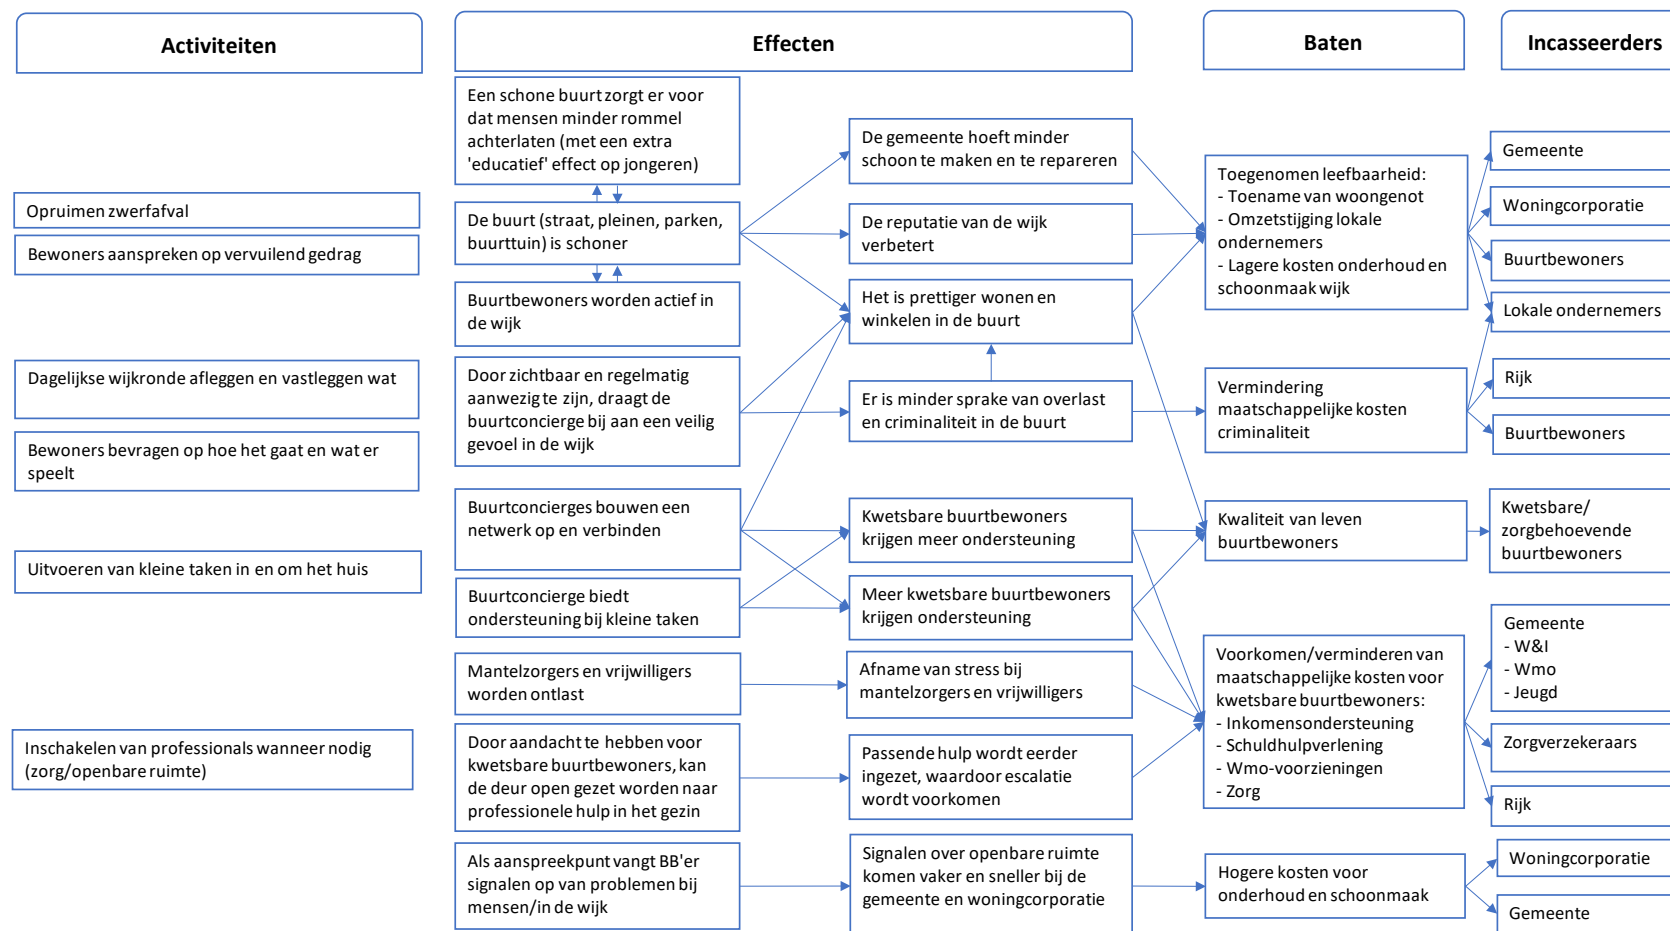 Activiteiten
Effecten
Baten
Incasseerders
Opruimen zwerfafval
Bewoners aanspreken op vervuilend gedrag
Dagelijkse wijkronde afleggen en vastleggen wat
Bewoners bevragen op hoe het gaat en wat er
speelt
Uitvoeren van kleine taken in en om het huis
Inschakelen van professionals wanneer nodig
(zorg/openbare ruimte)
Een schone buurt zorgt er voor
dat mensen minder rommel
achterlaten (met een extra
'educatief' effect op jongeren)
De buurt (straat, pleinen, parken,
buurttuin) is schoner
Buurtbewoners worden actief in
de wijk
Door zichtbaar en regelmatig
aanwezig te zijn, draagt de
buurtconcierge bij aan een veilig
gevoel in de wijk
Buurtconcierges bouwen een
netwerk op en verbinden
Buurtconcierge biedt
ondersteuning bij kleine taken
Mantelzorgers en vrijwilligers
worden ontlast
Door aandacht te hebben voor
kwetsbare buurtbewoners, kan
de deur open gezet worden naar
professionele hulp in het gezin
Als aanspreekpunt vangt BB'er
signalen op van problemen bij
mensen/in de wijk
De gemeente hoeft minder
schoon te maken en te repareren
De reputatie van de wijk
verbetert
Het is prettiger wonen en
winkelen in de buurt
Er is minder sprake van overlast
en criminaliteit in de buurt
Kwetsbare buurtbewoners
krijgen meer ondersteuning
Meer kwetsbare buurtbewoners
krijgen ondersteuning
Afname van stress bij
mantelzorgers en vrijwilligers
Passende hulp wordt eerder
ingezet, waardoor escalatie
wordt voorkomen
Signalen over openbare ruimte
komen vaker en sneller bij de
gemeente en woningcorporatie
Toegenomen leefbaarheid:
- Toename van woongenot
- Omzetstijging lokale
ondernemers
- Lagere kosten onderhoud en
schoonmaak wijk
Vermindering
maatschappelijke kosten
criminaliteit
Kwaliteit van leven
buurtbewoners
Voorkomen/verminderen van
maatschappelijke kosten voor
kwetsbare buurtbewoners:
- Inkomensondersteuning
- Schuldhulpverlening
- Wmo-voorzieningen
- Zorg
Hogere kosten voor
onderhoud en schoonmaak
Gemeente
Woningcorporatie
Buurtbewoners
Lokale ondernemers
Rijk
Buurtbewoners
Kwetsbare/
zorgbehoevende
buurtbewoners
Gemeente
- W&I
- Wmo
- Jeugd
Zorgverzekeraars
Rijk
Woningcorporatie
Gemeente